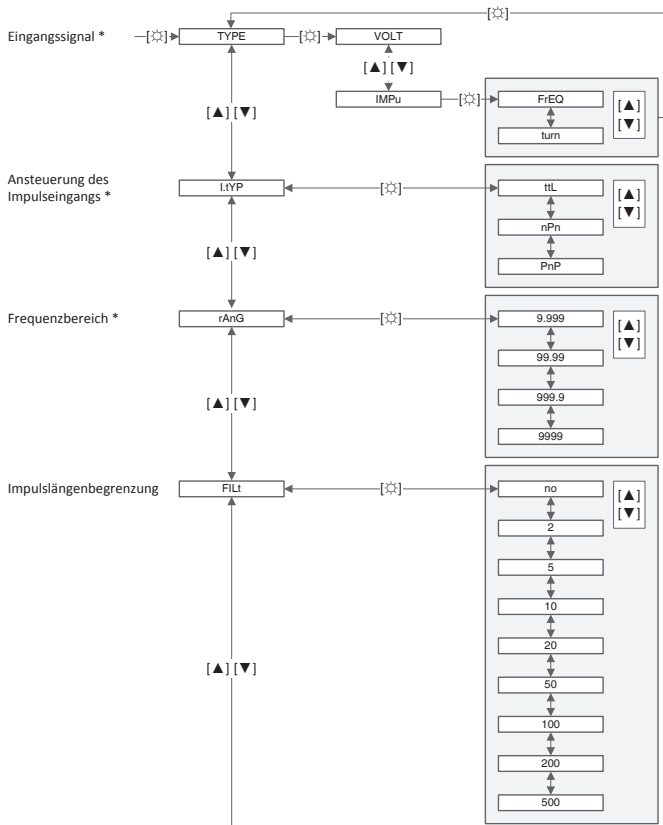 [☼]
Eingangssignal * [☼] TYPE [☼] VOLT
[▲] [▼]
IMPu [☼] FrEQ [▲]
[▼]
turn
[▲] [▼]
Ansteuerung des
Impulseingangs *
I.tYP [☼] ttL [▲]
[▼]
nPn
PnP
[▲] [▼]
Frequenzbereich * rAnG [☼] 9.999 [▲]
[▼]
99.99
999.9
9999
[▲] [▼]
Impulslängenbegrenzung FILt [☼] no [▲]
[▼]
2
5
10
20
50
[▲] [▼]
100
200
500